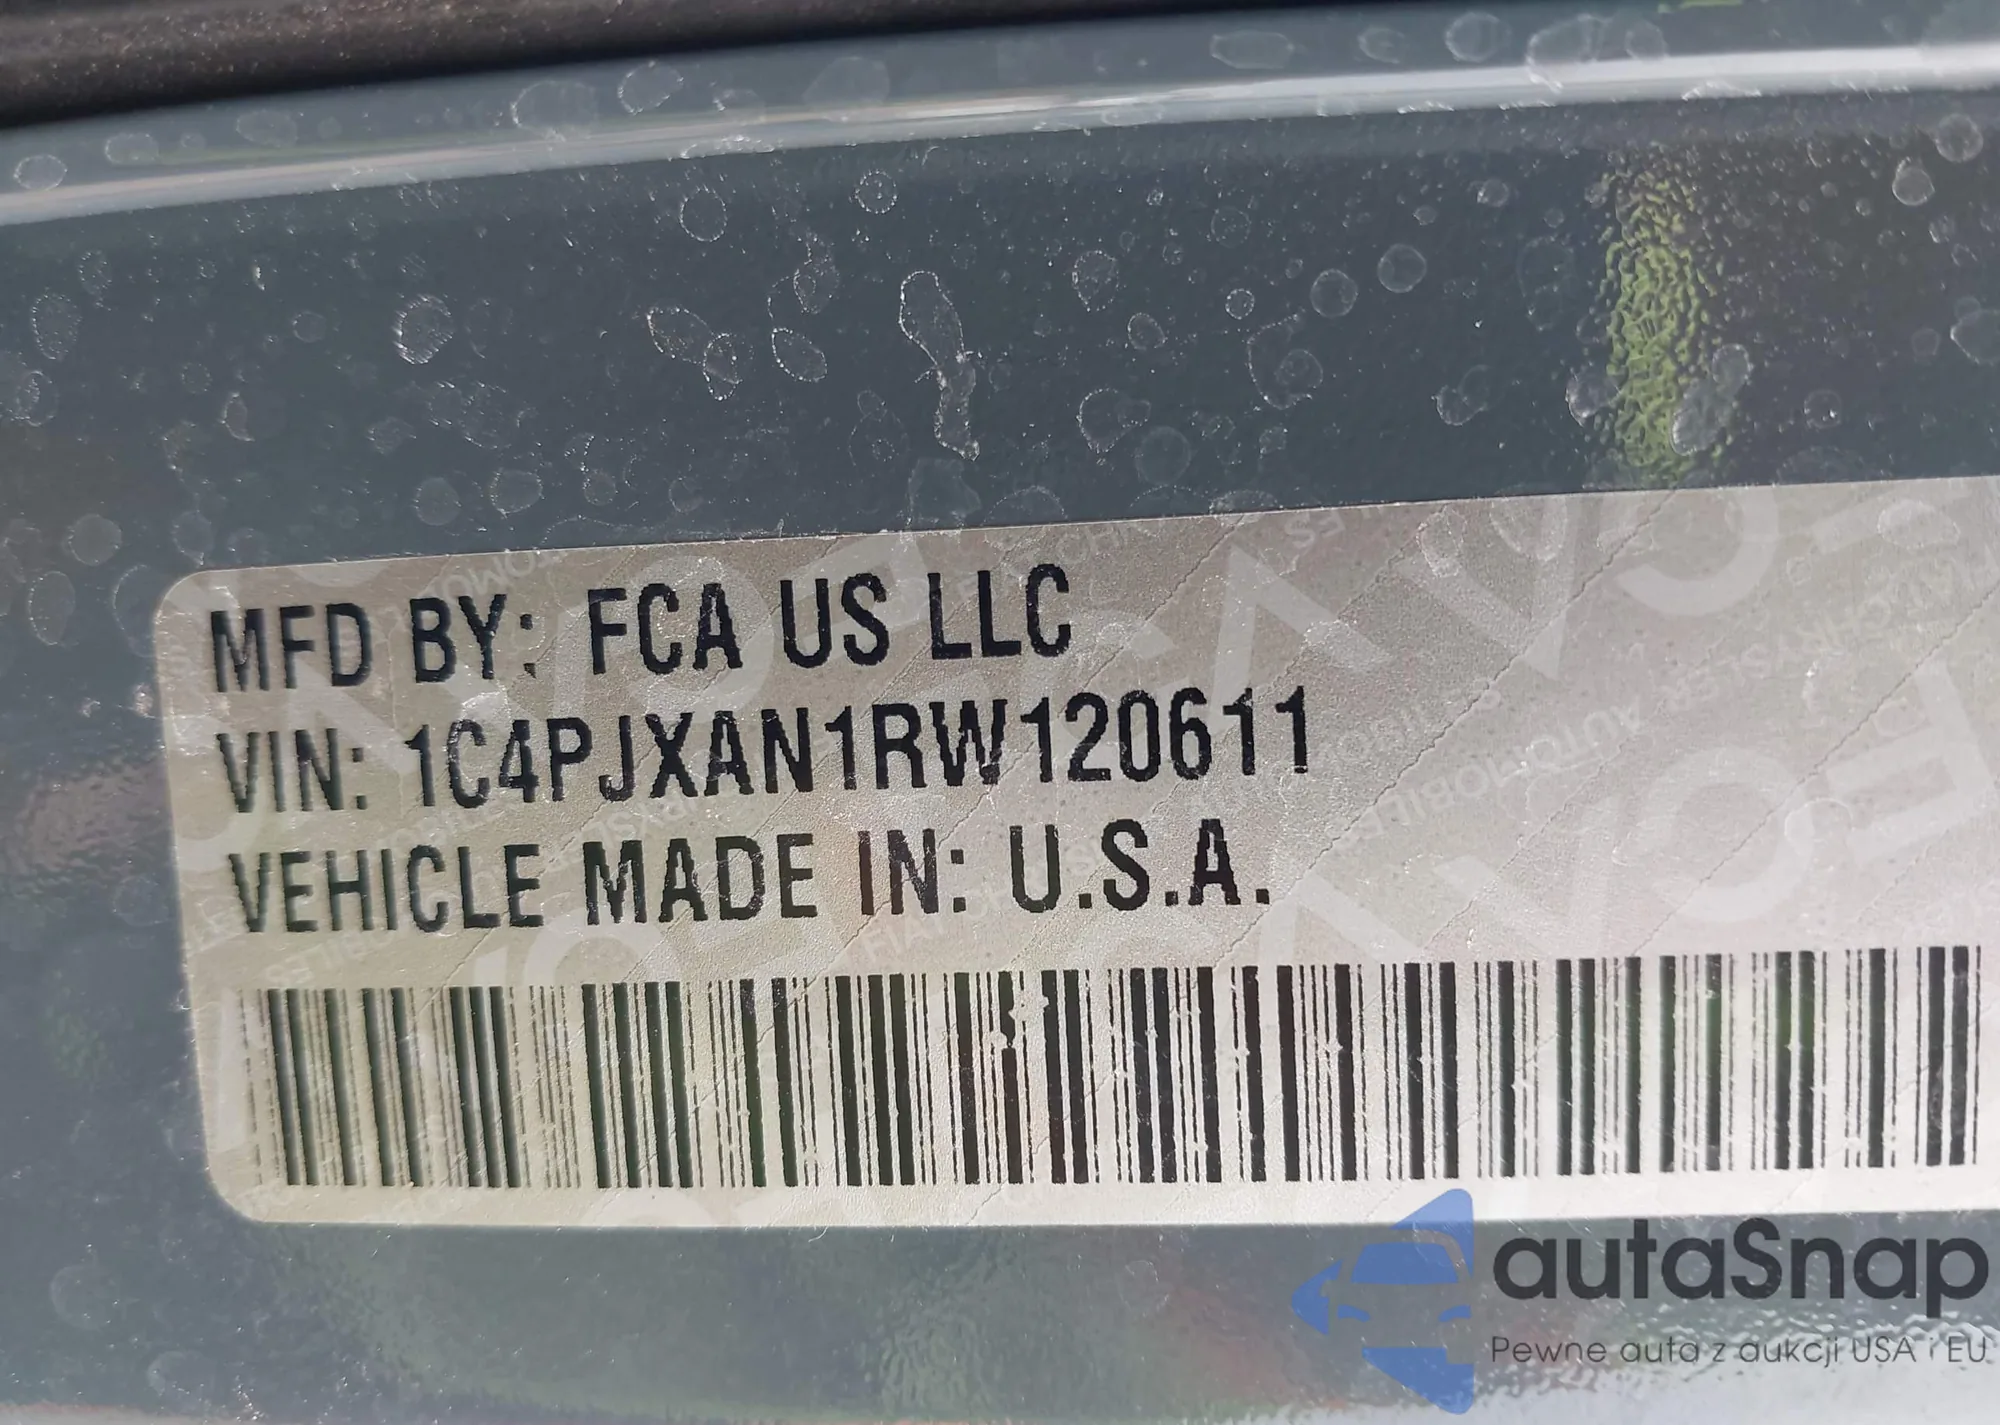 MFD BY: FCA US LLC
VIN: 1C4PJXAN1RW120611
VEHICLE MADE IN: U.S.A.
autaSnap
Pewne auta z aukcji USA i EU